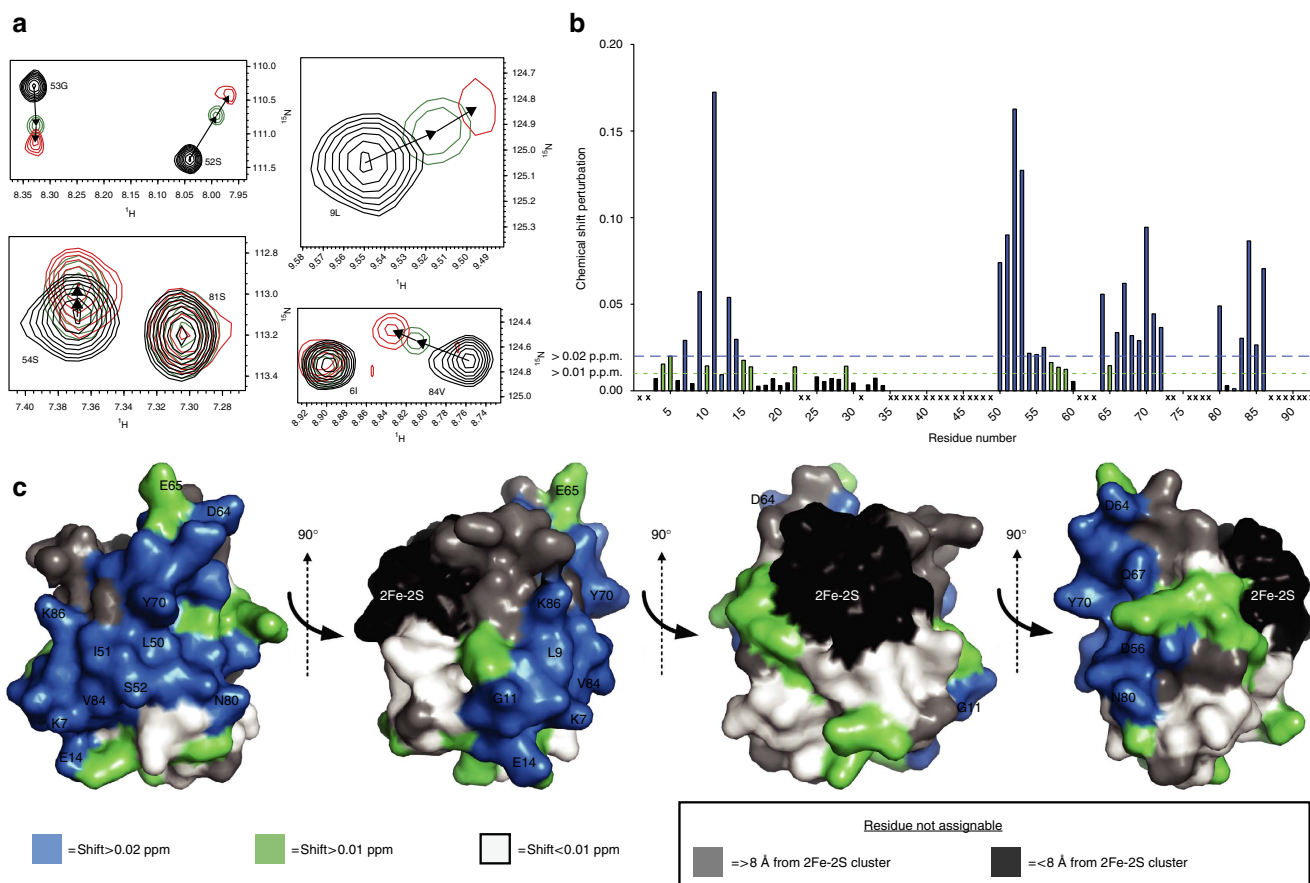 a
53G
52S
110.0
110.5
111.0
111.5
15N
8.35 8.30 8.25 8.20 8.15 8.10 8.05 8.00 7.95
1H
9L
124.7
124.8
124.9
125.0
125.1
125.2
125.3
15N
9.58 9.57 9.56 9.55 9.54 9.53 9.52 9.51 9.50 9.49
1H
54S
81S
112.8
113.0
113.2
113.4
15N
7.40 7.38 7.36 7.34 7.32 7.30 7.28
1H
6I
84V
124.4
124.6
124.8
125.0
15N
8.92 8.90 8.88 8.86 8.84 8.82 8.80 8.78 8.76 8.74
1H
b
Chemical shift perturbation
0.20
0.15
0.10
0.05
0.00
> 0.02 p.p.m.
> 0.01 p.p.m.
5 10 15 20 25 30 35 40 45 50 55 60 65 70 75 80 85 90
Residue number
c
E65
D64
K86
Y70
L50
I51
S52
V84
N80
K7
E14
90°
E65
2Fe-2S
K86
Y70
L9
V84
G11
K7
E14
90°
D64
2Fe-2S
G11
90°
D64
Q67
Y70
2Fe-2S
D56
N80
=Shift>0.02 ppm
=Shift>0.01 ppm
=Shift<0.01 ppm
Residue not assignable
=>8 Å from 2Fe-2S cluster
=<8 Å from 2Fe-2S cluster